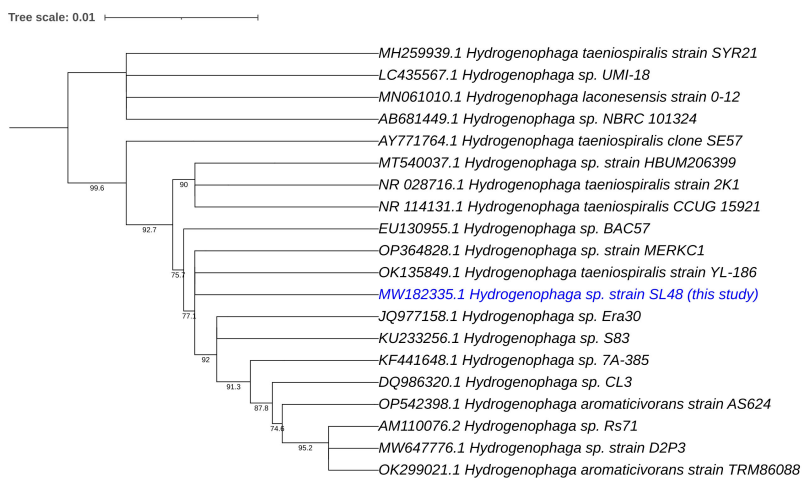 Tree scale: 0.01
MH259939.1 Hydrogenophaga taeniospiralis strain SYR21
LC435567.1 Hydrogenophaga sp. UMI-18
MN061010.1 Hydrogenophaga laconesensis strain 0-12
AB681449.1 Hydrogenophaga sp. NBRC 101324
AY771764.1 Hydrogenophaga taeniospiralis clone SE57
MT540037.1 Hydrogenophaga sp. strain HBUM206399
90
99.6
NR 028716.1 Hydrogenophaga taeniospiralis strain 2K1
NR 114131.1 Hydrogenophaga taeniospiralis CCUG 15921
92.7
EU130955.1 Hydrogenophaga sp. BAC57
OP364828.1 Hydrogenophaga sp. strain MERKC1
75.7
OK135849.1 Hydrogenophaga taeniospiralis strain YL-186
MW182335.1 Hydrogenophaga sp. strain SL48 (this study)
77.1
JQ977158.1 Hydrogenophaga sp. Era30
KU233256.1 Hydrogenophaga sp. S83
92
KF441648.1 Hydrogenophaga sp. 7A-385
91.3
DQ986320.1 Hydrogenophaga sp. CL3
87.8
OP542398.1 Hydrogenophaga aromaticivorans strain AS624
74.6
AM110076.2 Hydrogenophaga sp. Rs71
95.2
MW647776.1 Hydrogenophaga sp. strain D2P3
OK299021.1 Hydrogenophaga aromaticivorans strain TRM86088